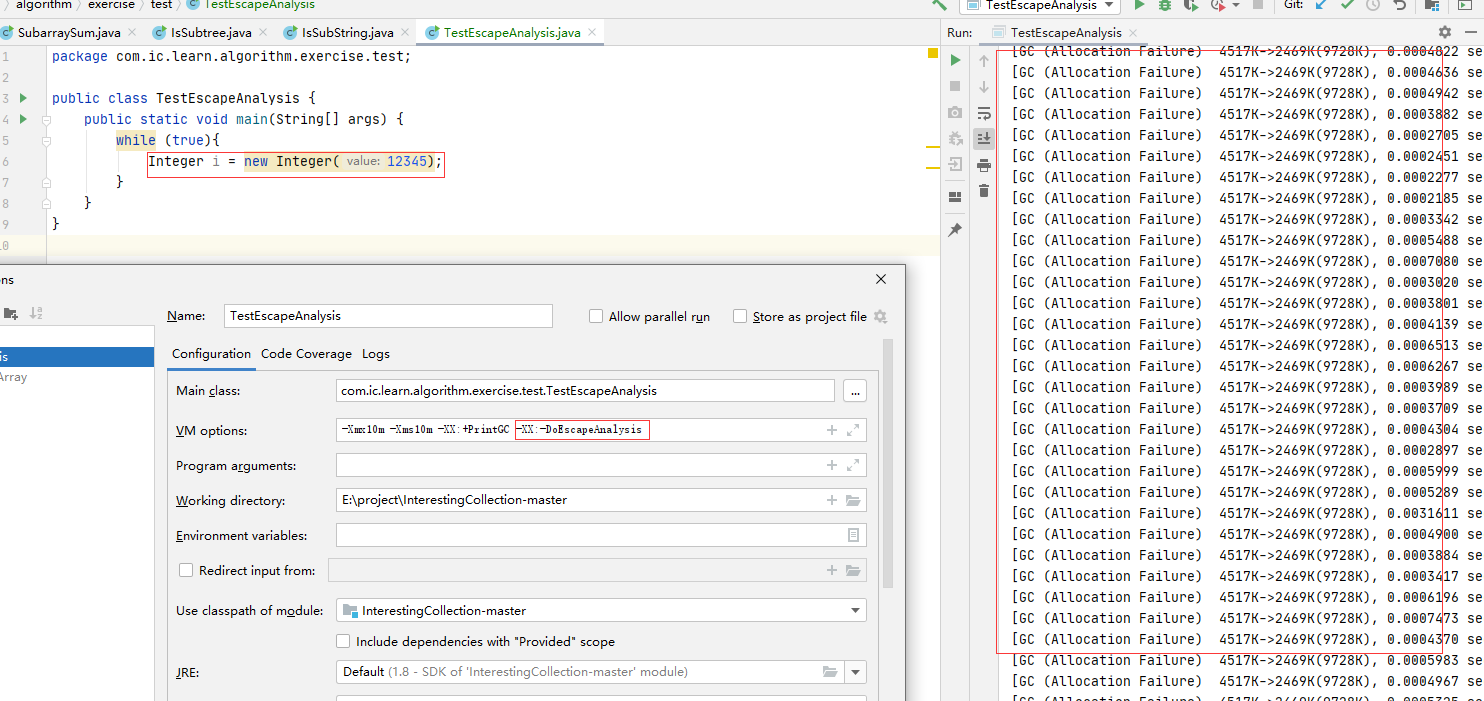 algorithm exercise test TestEscapeAnalysis
TestEscapeAnalysis Git:
SubarraySum.java IsSubtree.java IsSubString.java TestEscapeAnalysis.java
1 package com.ic.learn.algorithm.exercise.test;
2
3 public class TestEscapeAnalysis {
4 public static void main(String[] args) {
5 while (true){
6 Integer i = new Integer( value: 12345);
7 }
8 }
9 }
10
ons
is
Array
Name: TestEscapeAnalysis Allow parallel run Store as project file
Configuration Code Coverage Logs
Main class: com.ic.learn.algorithm.exercise.test.TestEscapeAnalysis ...
VM options: -Xmx10m -Xms10m -XX:+PrintGC -XX:-DoEscapeAnalysis
Program arguments:
Working directory: E:\project\InterestingCollection-master
Environment variables:
Redirect input from:
Use classpath of module: InterestingCollection-master
Include dependencies with "Provided" scope
JRE: Default (1.8 - SDK of 'InterestingCollection-master' module)
Run: TestEscapeAnalysis
[GC (Allocation Failure) 4517K->2469K(9728K), 0.0004822 se
[GC (Allocation Failure) 4517K->2469K(9728K), 0.0004636 se
[GC (Allocation Failure) 4517K->2469K(9728K), 0.0004942 se
[GC (Allocation Failure) 4517K->2469K(9728K), 0.0003882 se
[GC (Allocation Failure) 4517K->2469K(9728K), 0.0002705 se
[GC (Allocation Failure) 4517K->2469K(9728K), 0.0002451 se
[GC (Allocation Failure) 4517K->2469K(9728K), 0.0002277 se
[GC (Allocation Failure) 4517K->2469K(9728K), 0.0002185 se
[GC (Allocation Failure) 4517K->2469K(9728K), 0.0003342 se
[GC (Allocation Failure) 4517K->2469K(9728K), 0.0005488 se
[GC (Allocation Failure) 4517K->2469K(9728K), 0.0007080 se
[GC (Allocation Failure) 4517K->2469K(9728K), 0.0003020 se
[GC (Allocation Failure) 4517K->2469K(9728K), 0.0003801 se
[GC (Allocation Failure) 4517K->2469K(9728K), 0.0004139 se
[GC (Allocation Failure) 4517K->2469K(9728K), 0.0006513 se
[GC (Allocation Failure) 4517K->2469K(9728K), 0.0006267 se
[GC (Allocation Failure) 4517K->2469K(9728K), 0.0003989 se
[GC (Allocation Failure) 4517K->2469K(9728K), 0.0003709 se
[GC (Allocation Failure) 4517K->2469K(9728K), 0.0004304 se
[GC (Allocation Failure) 4517K->2469K(9728K), 0.0002897 se
[GC (Allocation Failure) 4517K->2469K(9728K), 0.0005999 se
[GC (Allocation Failure) 4517K->2469K(9728K), 0.0005289 se
[GC (Allocation Failure) 4517K->2469K(9728K), 0.0031611 se
[GC (Allocation Failure) 4517K->2469K(9728K), 0.0004900 se
[GC (Allocation Failure) 4517K->2469K(9728K), 0.0003884 se
[GC (Allocation Failure) 4517K->2469K(9728K), 0.0003417 se
[GC (Allocation Failure) 4517K->2469K(9728K), 0.0006196 se
[GC (Allocation Failure) 4517K->2469K(9728K), 0.0007473 se
[GC (Allocation Failure) 4517K->2469K(9728K), 0.0004370 se
[GC (Allocation Failure) 4517K->2469K(9728K), 0.0005983 se
[GC (Allocation Failure) 4517K->2469K(9728K), 0.0004967 se
[GC (Allocation Failure) 4517K->2469K(9728K),